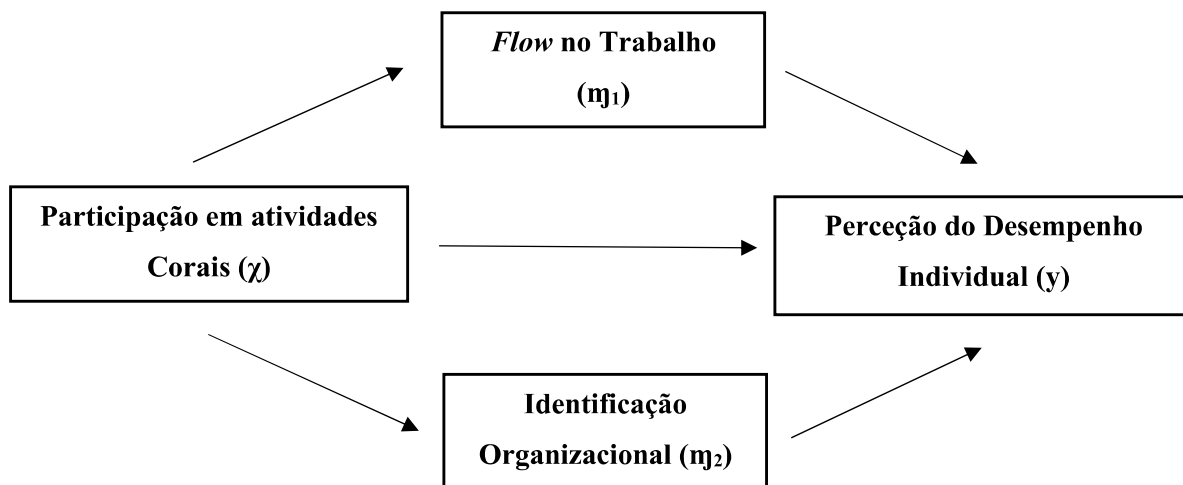 Flow no Trabalho
(ɱ₁)
Participação em atividades
Corais (χ)
Perceção do Desempenho
Individual (y)
Identificação
Organizacional (ɱ₂)